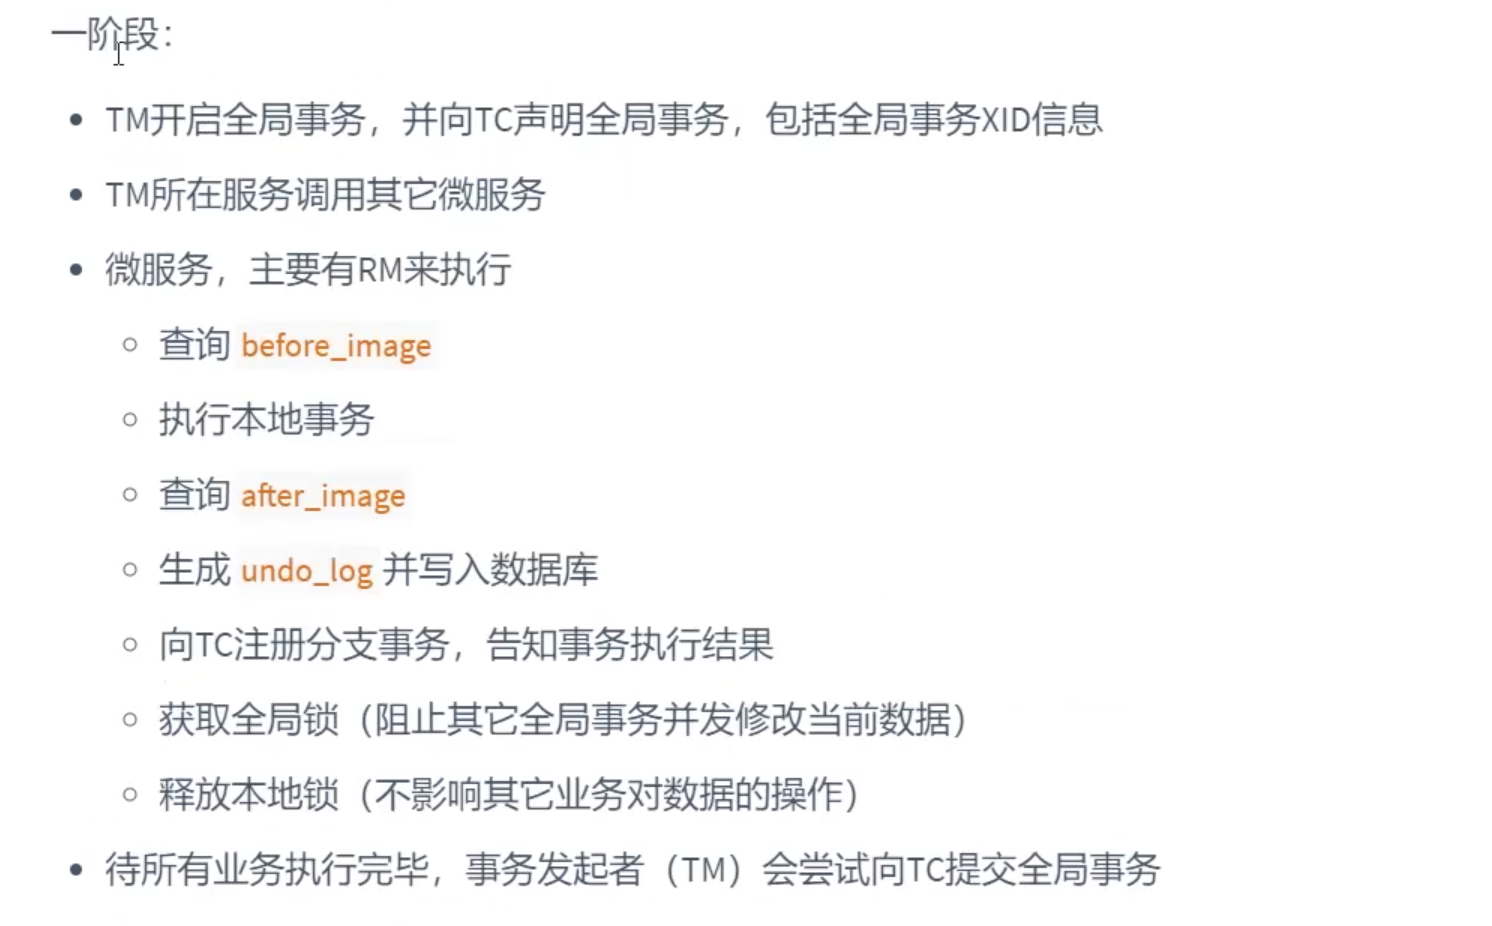 一阶段：
TM开启全局事务，并向TC声明全局事务，包括全局事务XID信息
TM所在服务调用其它微服务
微服务，主要有RM来执行
查询 before_image
执行本地事务
查询 after_image
生成 undo_log 并写入数据库
向TC注册分支事务，告知事务执行结果
获取全局锁（阻止其它全局事务并发修改当前数据）
释放本地锁（不影响其它业务对数据的操作）
待所有业务执行完毕，事务发起者（TM）会尝试向TC提交全局事务